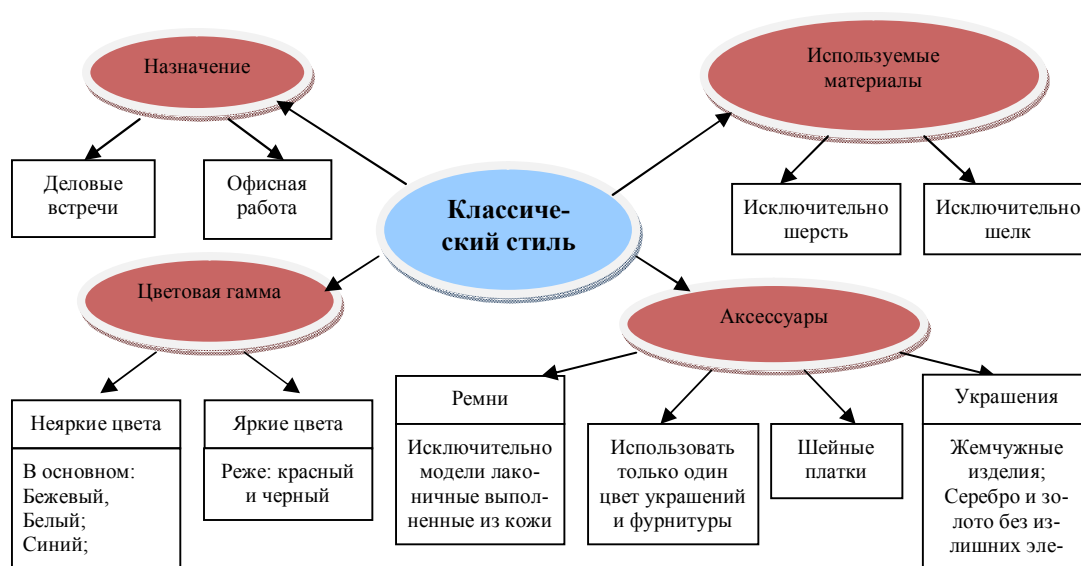 Назначение
Используемые
материалы
Деловые
встречи
Офисная
работа
Классиче-
ский стиль
Исключительно
шерсть
Исключительно
шелк
Цветовая гамма
Аксессуары
Неяркие цвета
В основном:
Бежевый,
Белый;
Синий;
Яркие цвета
Реже: красный
и черный
Ремни
Исключительно
модели лако-
ничные выпол-
ненные из кожи
Использовать
только один
цвет украшений
и фурнитуры
Шейные
платки
Украшения
Жемчужные
изделия;
Серебро и зо-
лото без из-
лишних эле-